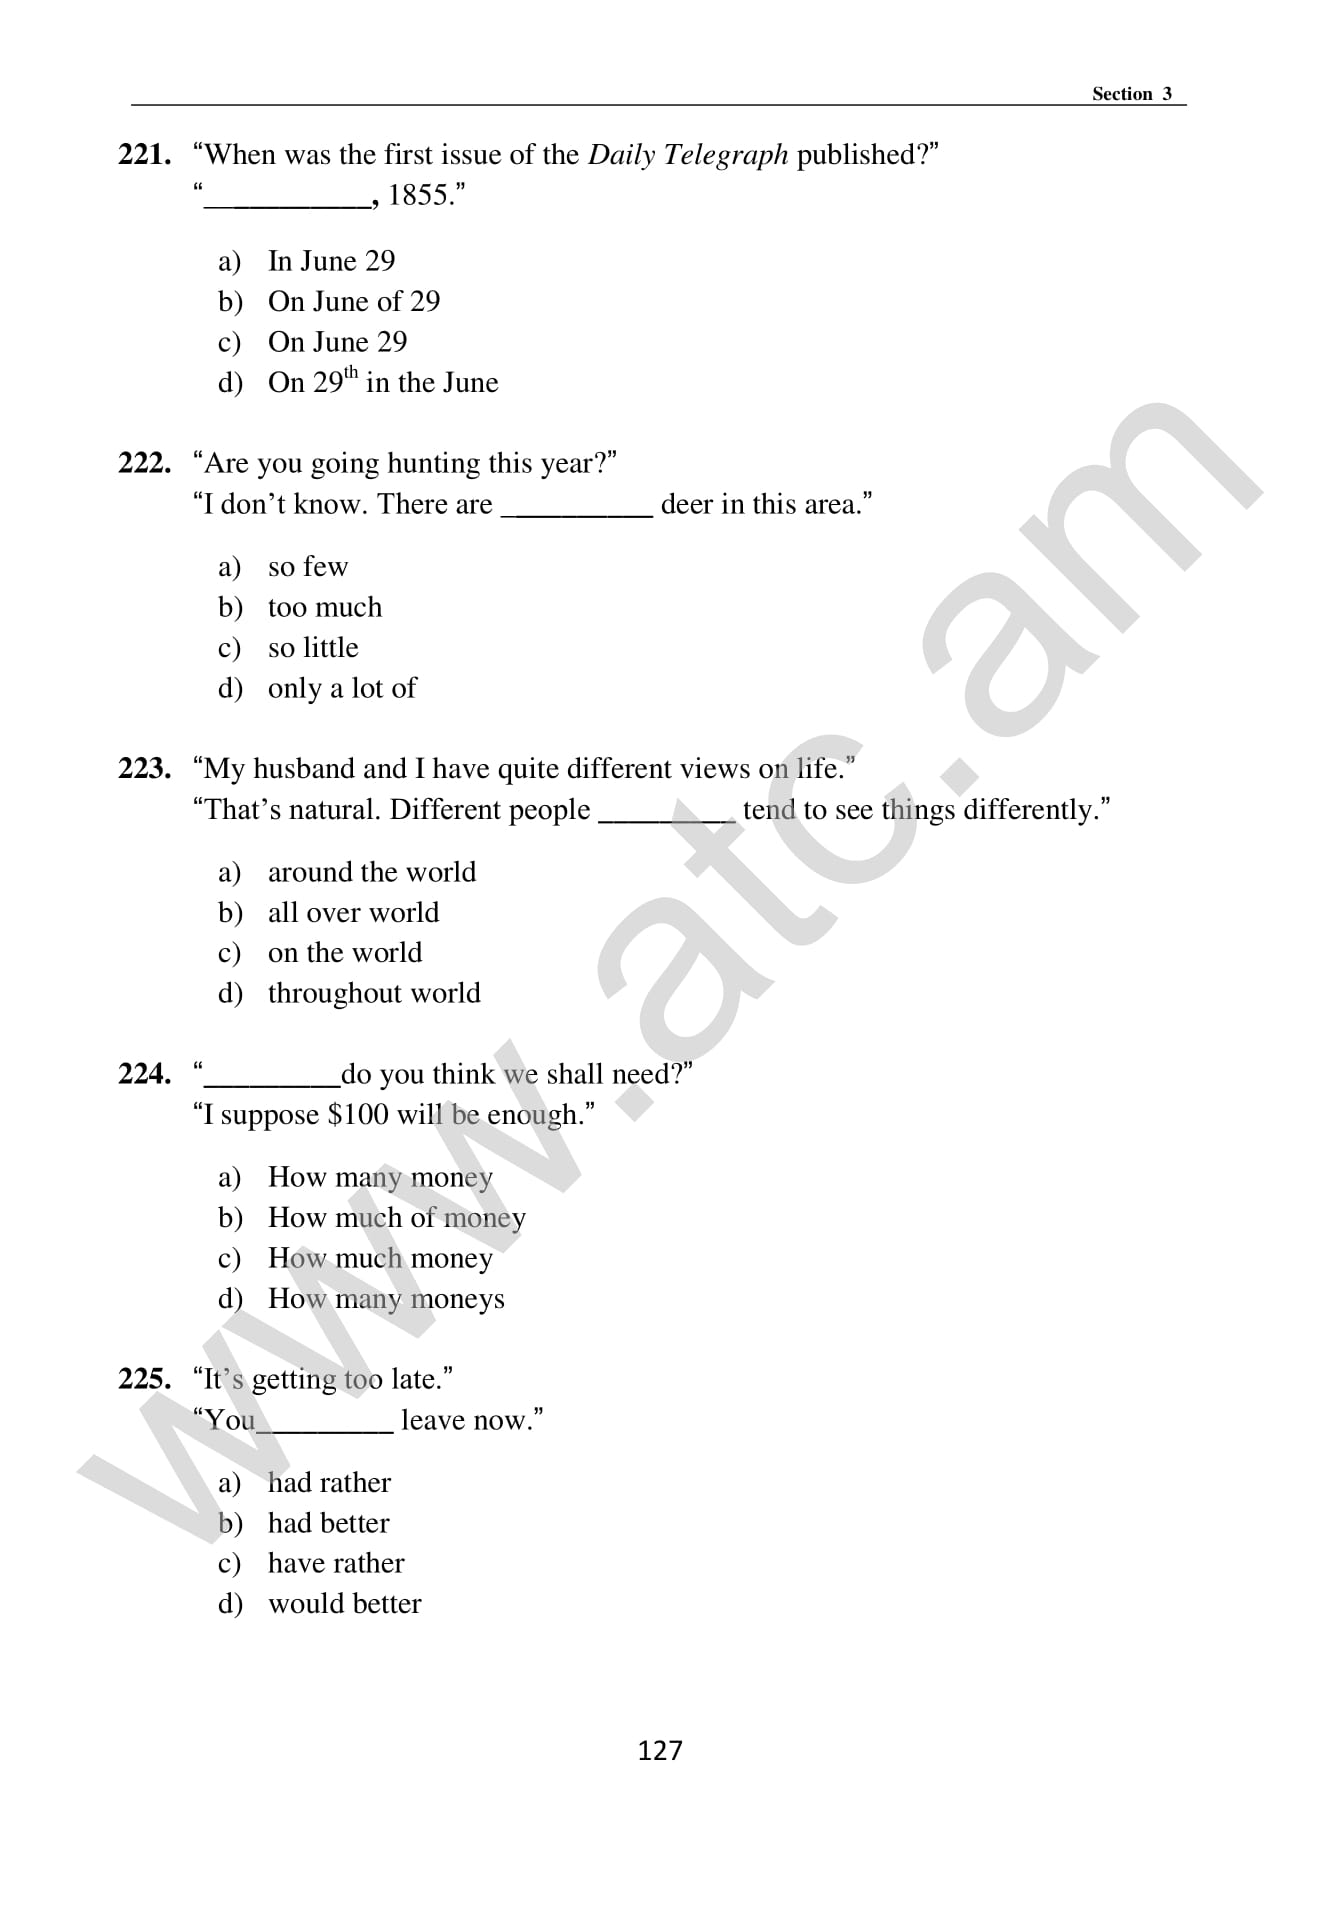 Section 3
221. “When was the first issue of the Daily Telegraph published?”
“___________, 1855.”
a) In June 29
b) On June of 29
c) On June 29
d) On 29th in the June
222. “Are you going hunting this year?”
“I don’t know. There are __________ deer in this area.”
a) so few
b) too much
c) so little
d) only a lot of
223. “My husband and I have quite different views on life.”
“That’s natural. Different people _________ tend to see things differently.”
a) around the world
b) all over world
c) on the world
d) throughout world
224. “_________do you think we shall need?”
“I suppose $100 will be enough.”
a) How many money
b) How much of money
c) How much money
d) How many moneys
225. “It’s getting too late.”
“You_________ leave now.”
a) had rather
b) had better
c) have rather
d) would better
127
www.atc.am